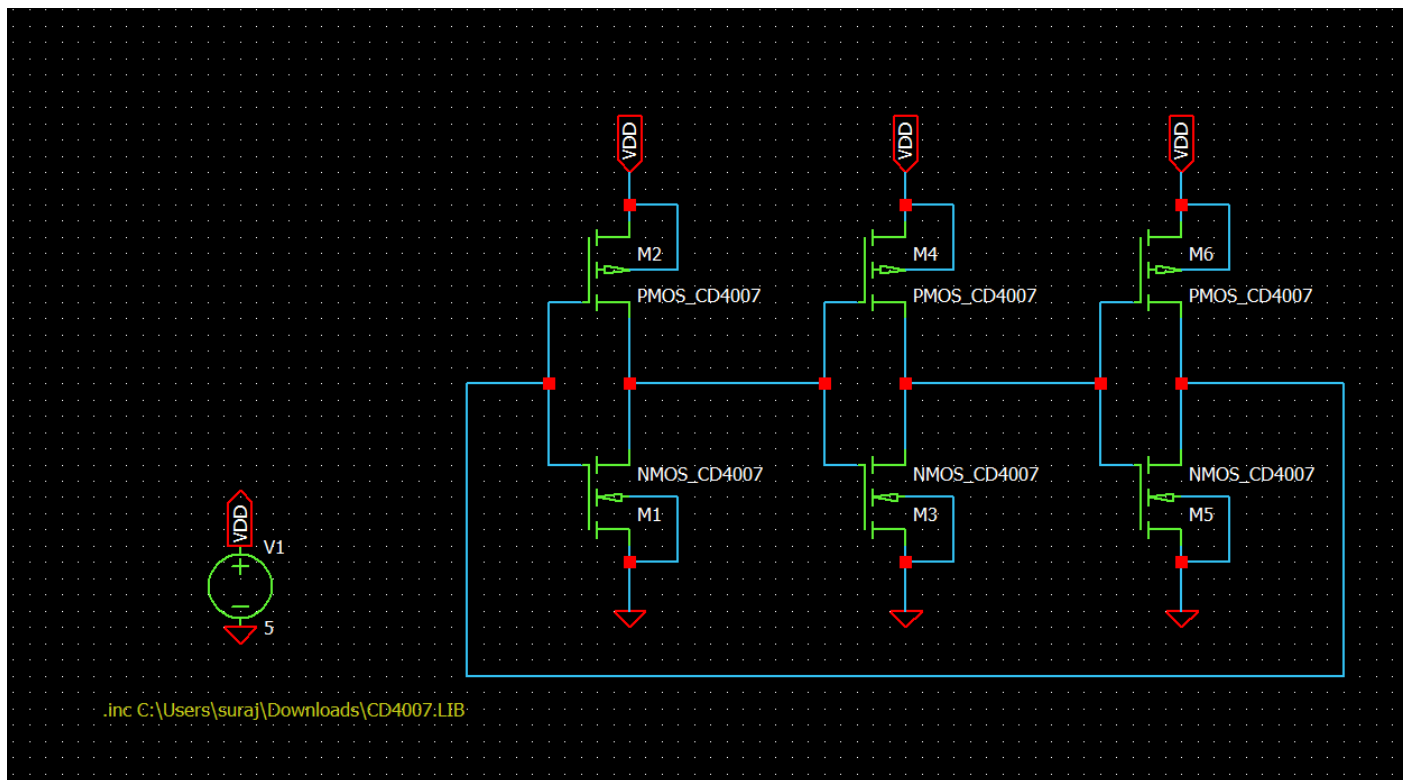 VDD
VDD
VDD
M2
M4
M6
PMOS_CD4007
PMOS_CD4007
PMOS_CD4007
NMOS_CD4007
NMOS_CD4007
NMOS_CD4007
M1
M3
M5
VDD
V1
5
.inc C:\Users\suraj\Downloads\CD4007.LIB